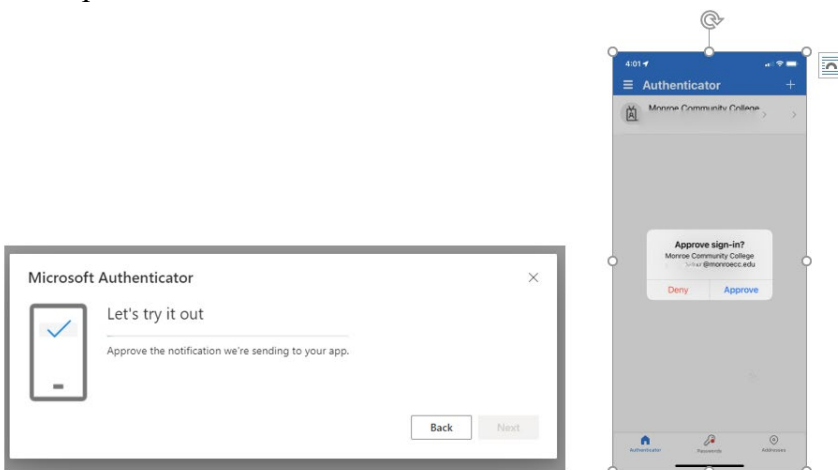 Microsoft Authenticator
Let's try it out
Approve the notification we're sending to your app.
Back
Next
4:01
Authenticator
Monroe Community College
Approve sign-in?
Monroe Community College
@monroecc.edu
Deny
Approve
Authenticator
Passwords
Addresses